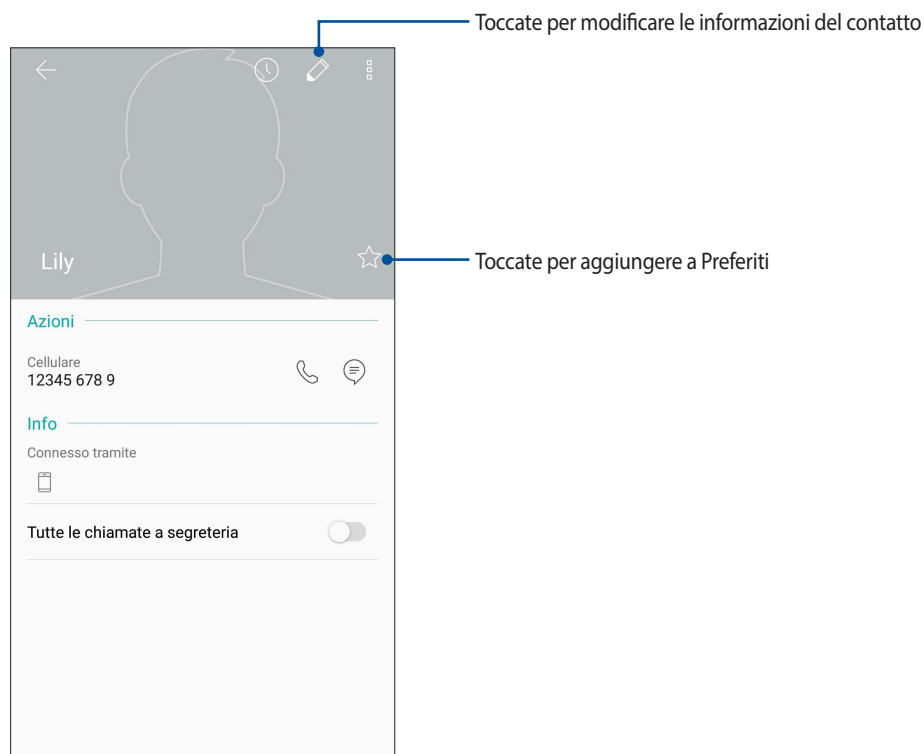 Toccate per modificare le informazioni del contatto
Lily
Toccate per aggiungere a Preferiti
Azioni
Cellulare
12345 678 9
Info
Connesso tramite
Tutte le chiamate a segreteria